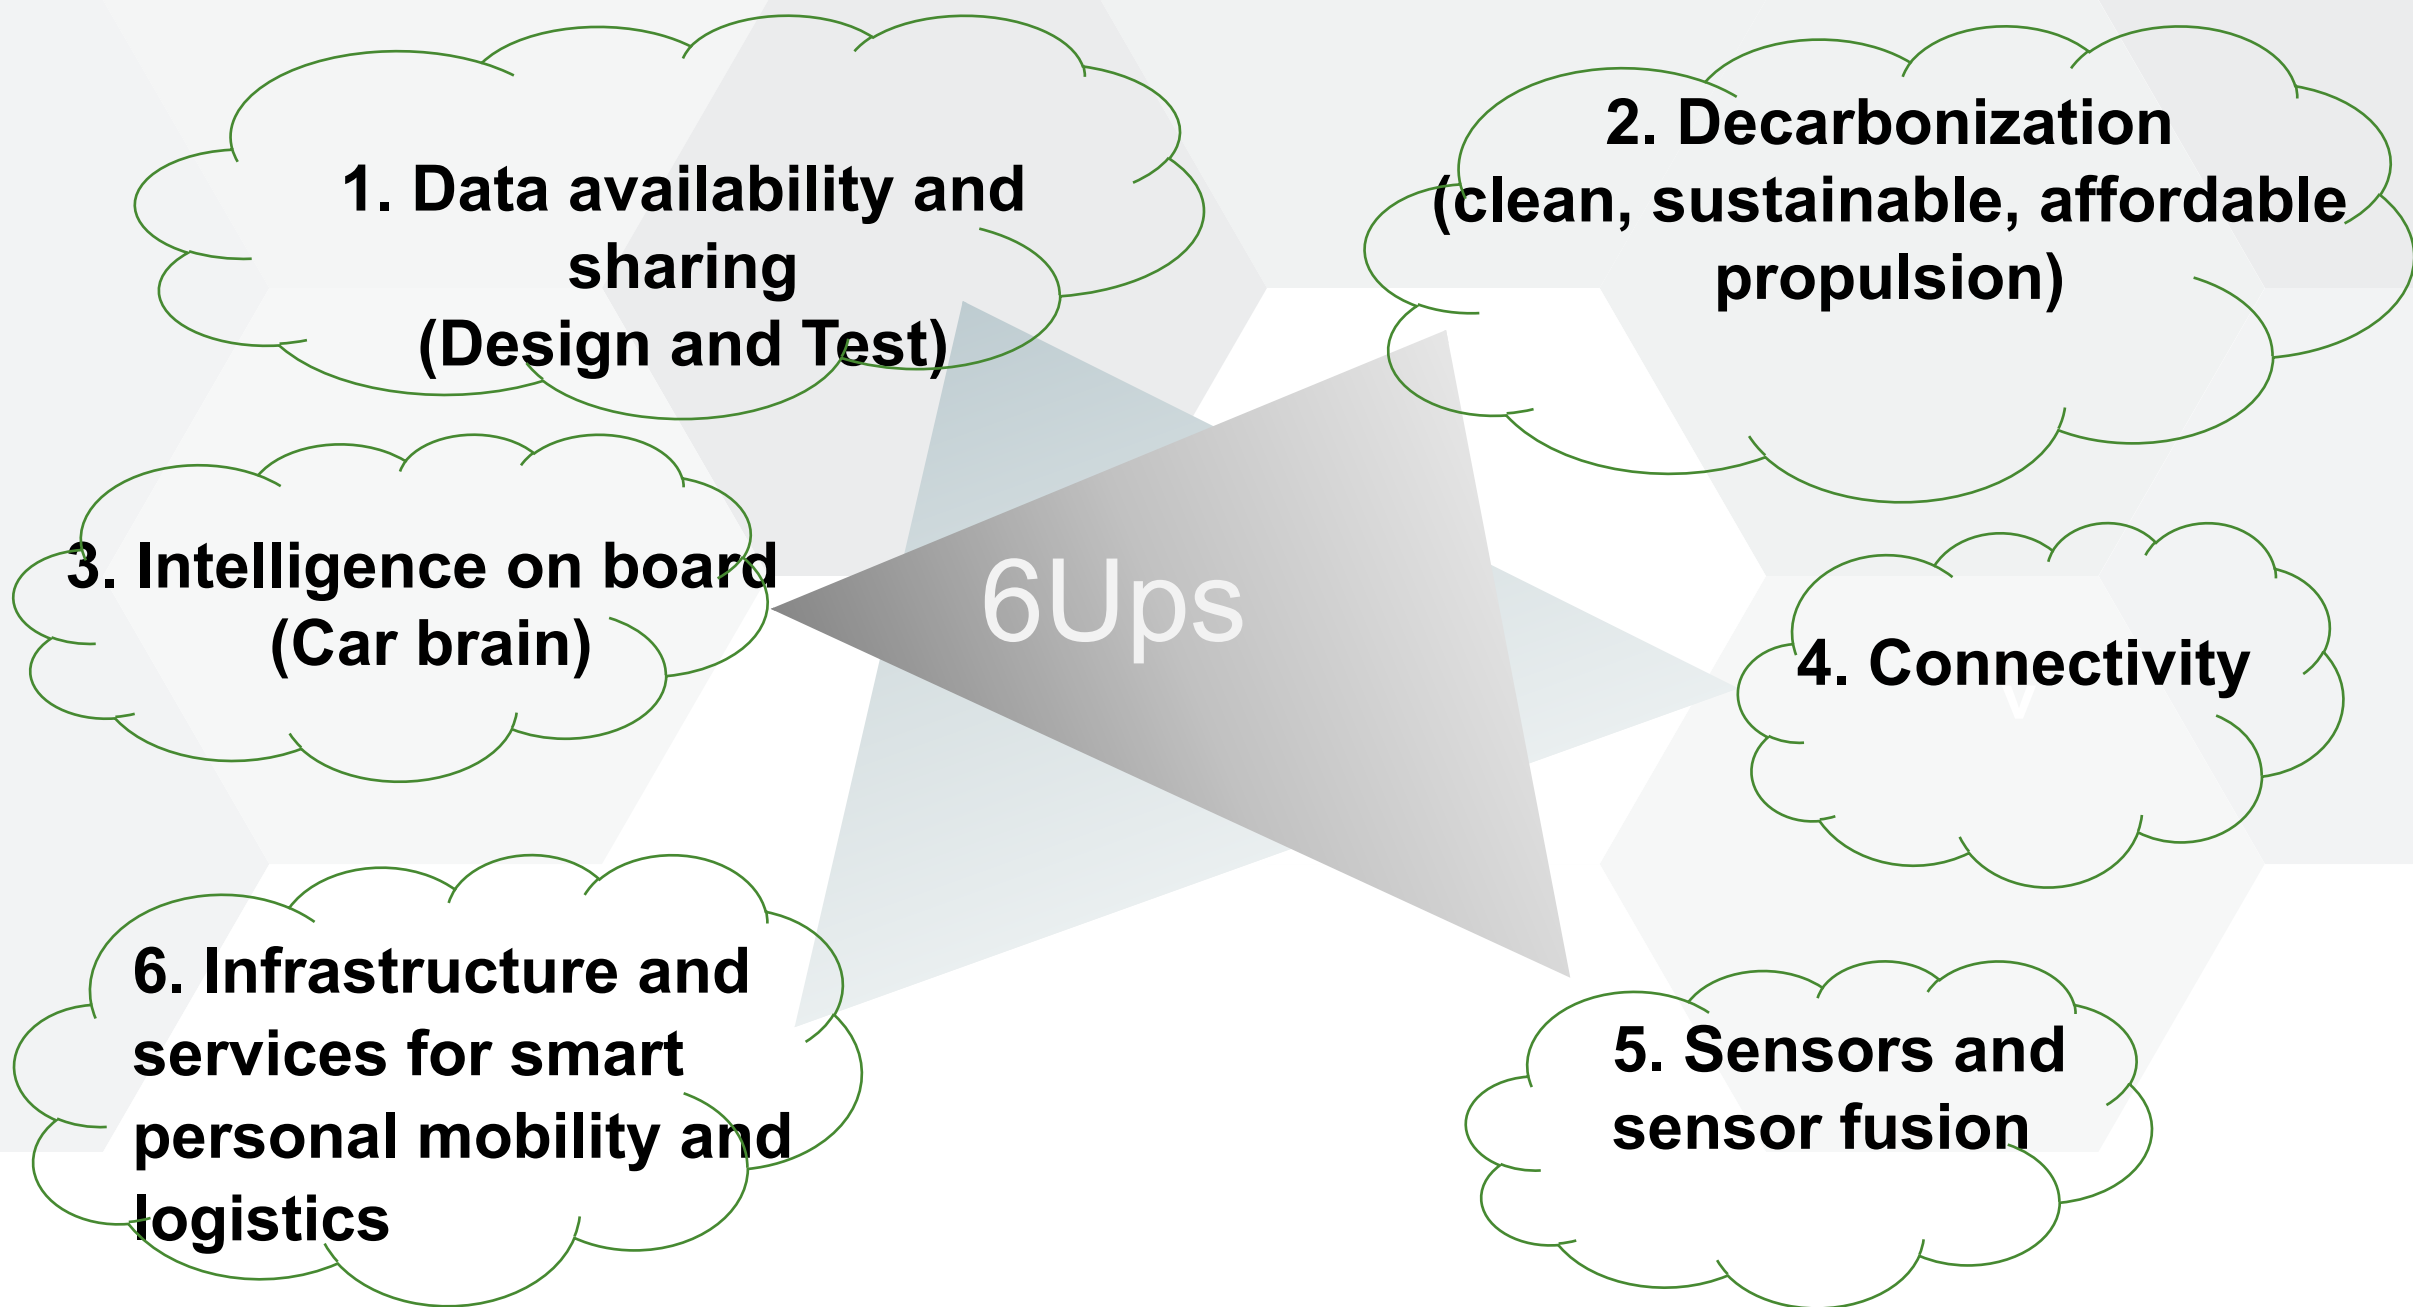 1. Data availability and
sharing
(Design and Test)
2. Decarbonization
(clean, sustainable, affordable
propulsion)
3. Intelligence on board
(Car brain)
6Ups
4. Connectivity
v
6. Infrastructure and
services for smart
personal mobility and
logistics
5. Sensors and
sensor fusion